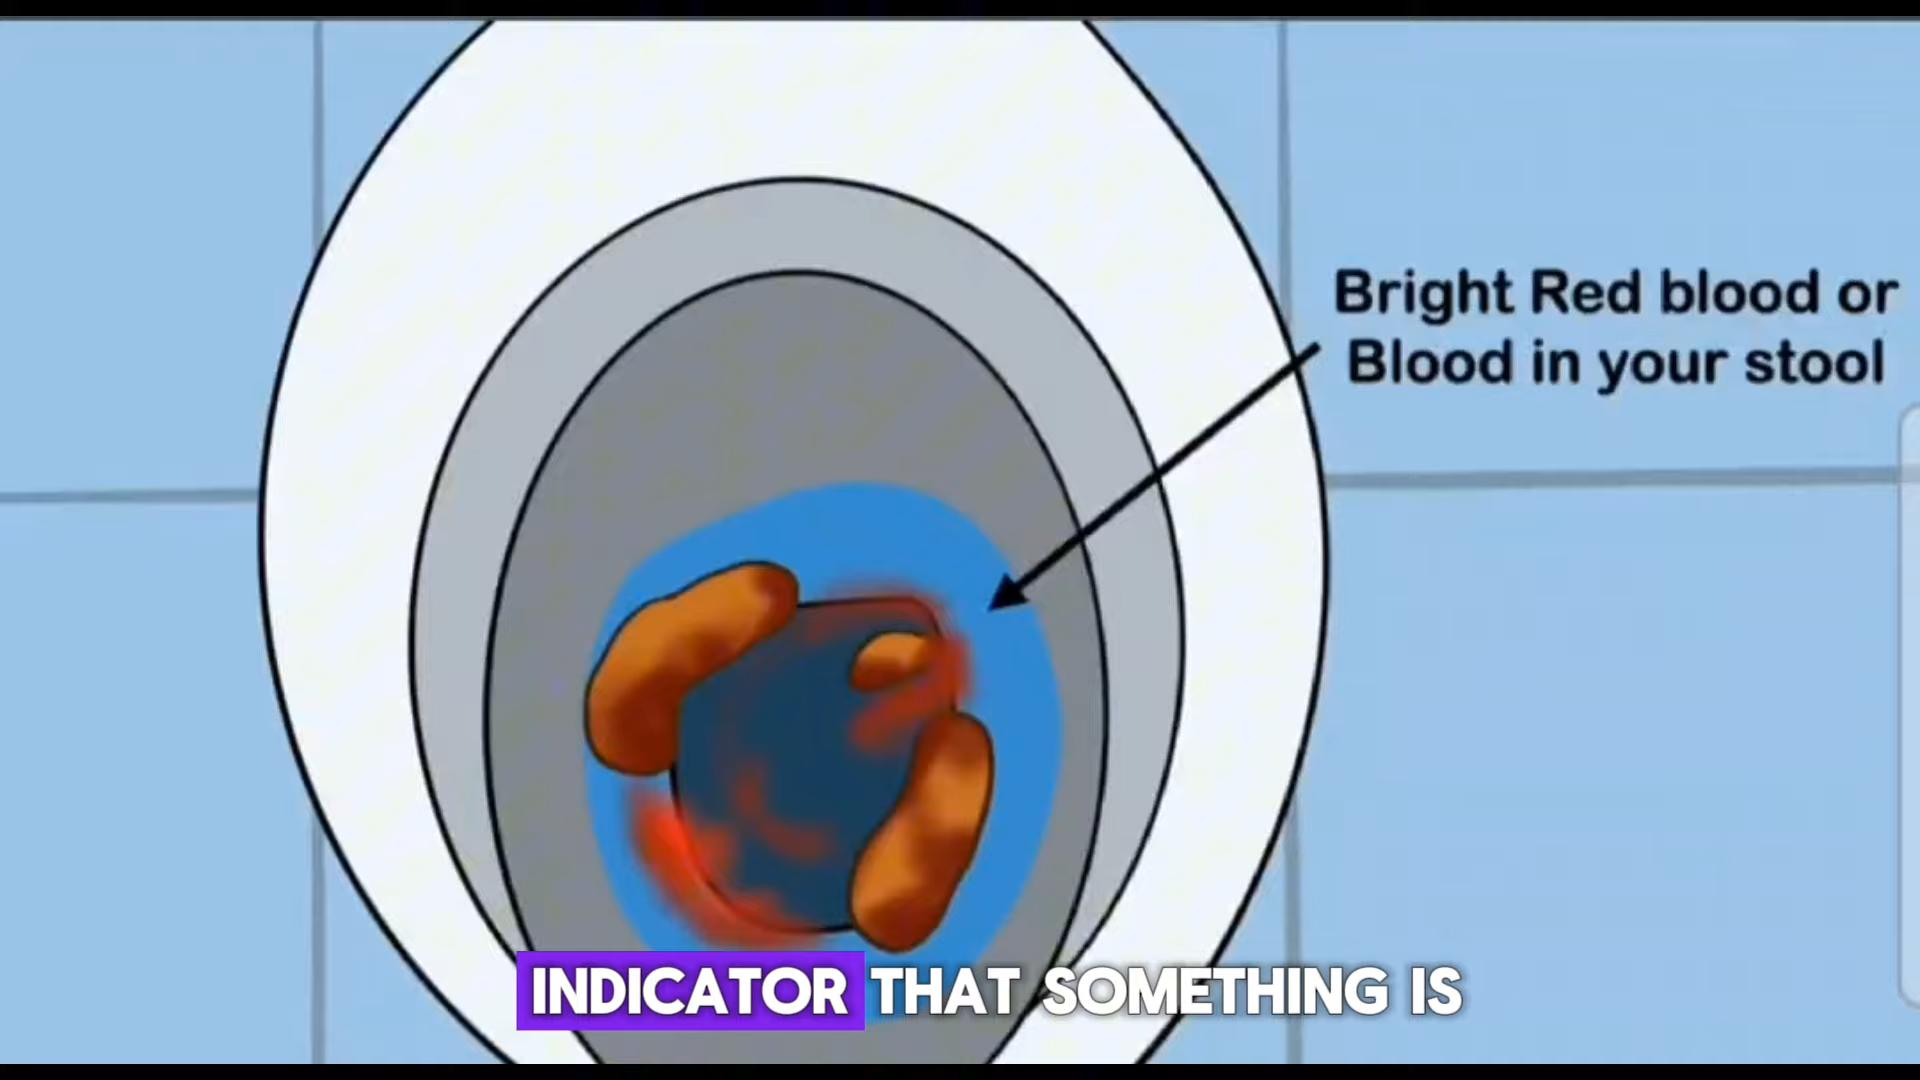 Bright Red blood or
Blood in your stool
INDICATOR THAT SOMETHING IS